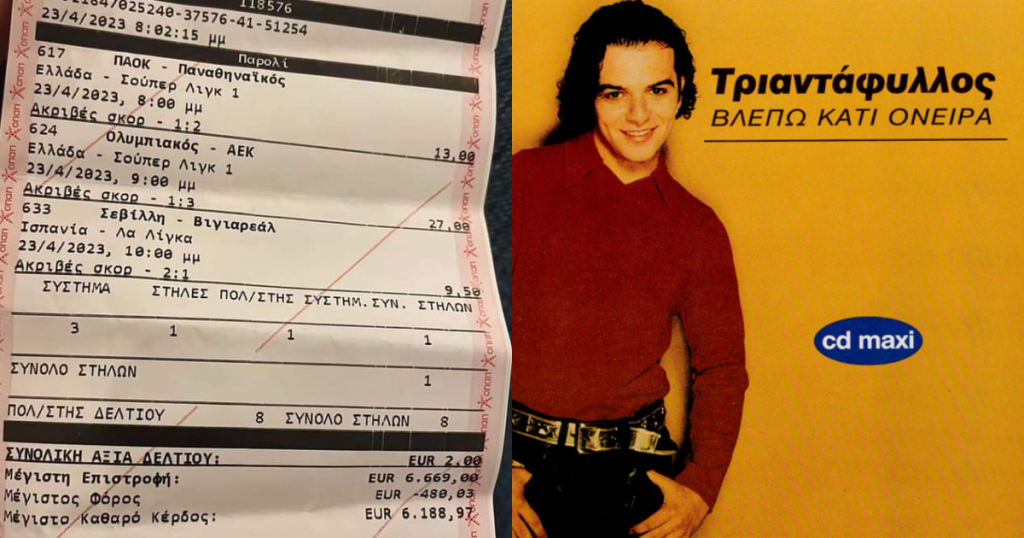 118576
02184/025240-37576-41-51254
23/4/2023 8:02:15 μμ
Παρολί
617 ΠΑΟΚ - Παναθηναϊκός
Ελλάδα - Σούπερ Λιγκ 1
23/4/2023, 8:00 μμ
Ακριβές σκορ - 1:2 13,00
624 Ολυμπιακός - ΑΕΚ
Ελλάδα - Σούπερ Λιγκ 1
23/4/2023, 9:00 μμ
Ακριβές σκορ - 1:3 27,00
633 Σεβίλλη - Βιγιαρεάλ
Ισπανία - Λα Λίγκα
23/4/2023, 10:00 μμ
Ακριβές σκορ - 2:1 9,50
ΣΥΣΤΗΜΑ ΣΤΗΛΕΣ ΠΟΛ/ΣΤΗΣ ΣΥΣΤΗΜ. ΣΥΝ. ΣΤΗΛΩΝ
3 1 1 1
ΣΥΝΟΛΟ ΣΤΗΛΩΝ 1
ΠΟΛ/ΣΤΗΣ ΔΕΛΤΙΟΥ 8 ΣΥΝΟΛΟ ΣΤΗΛΩΝ 8
ΣΥΝΟΛΙΚΗ ΑΞΙΑ ΔΕΛΤΙΟΥ: EUR 2,00
Μέγιστη Επιστροφή: EUR 6.669,00
Μέγιστος Φόρος EUR -480,03
Μέγιστο Καθαρό Κέρδος: EUR 6.188,97
οπαπ
Τριαντάφυλλος
ΒΛΕΠΩ ΚΑΤΙ ΟΝΕΙΡΑ
cd maxi